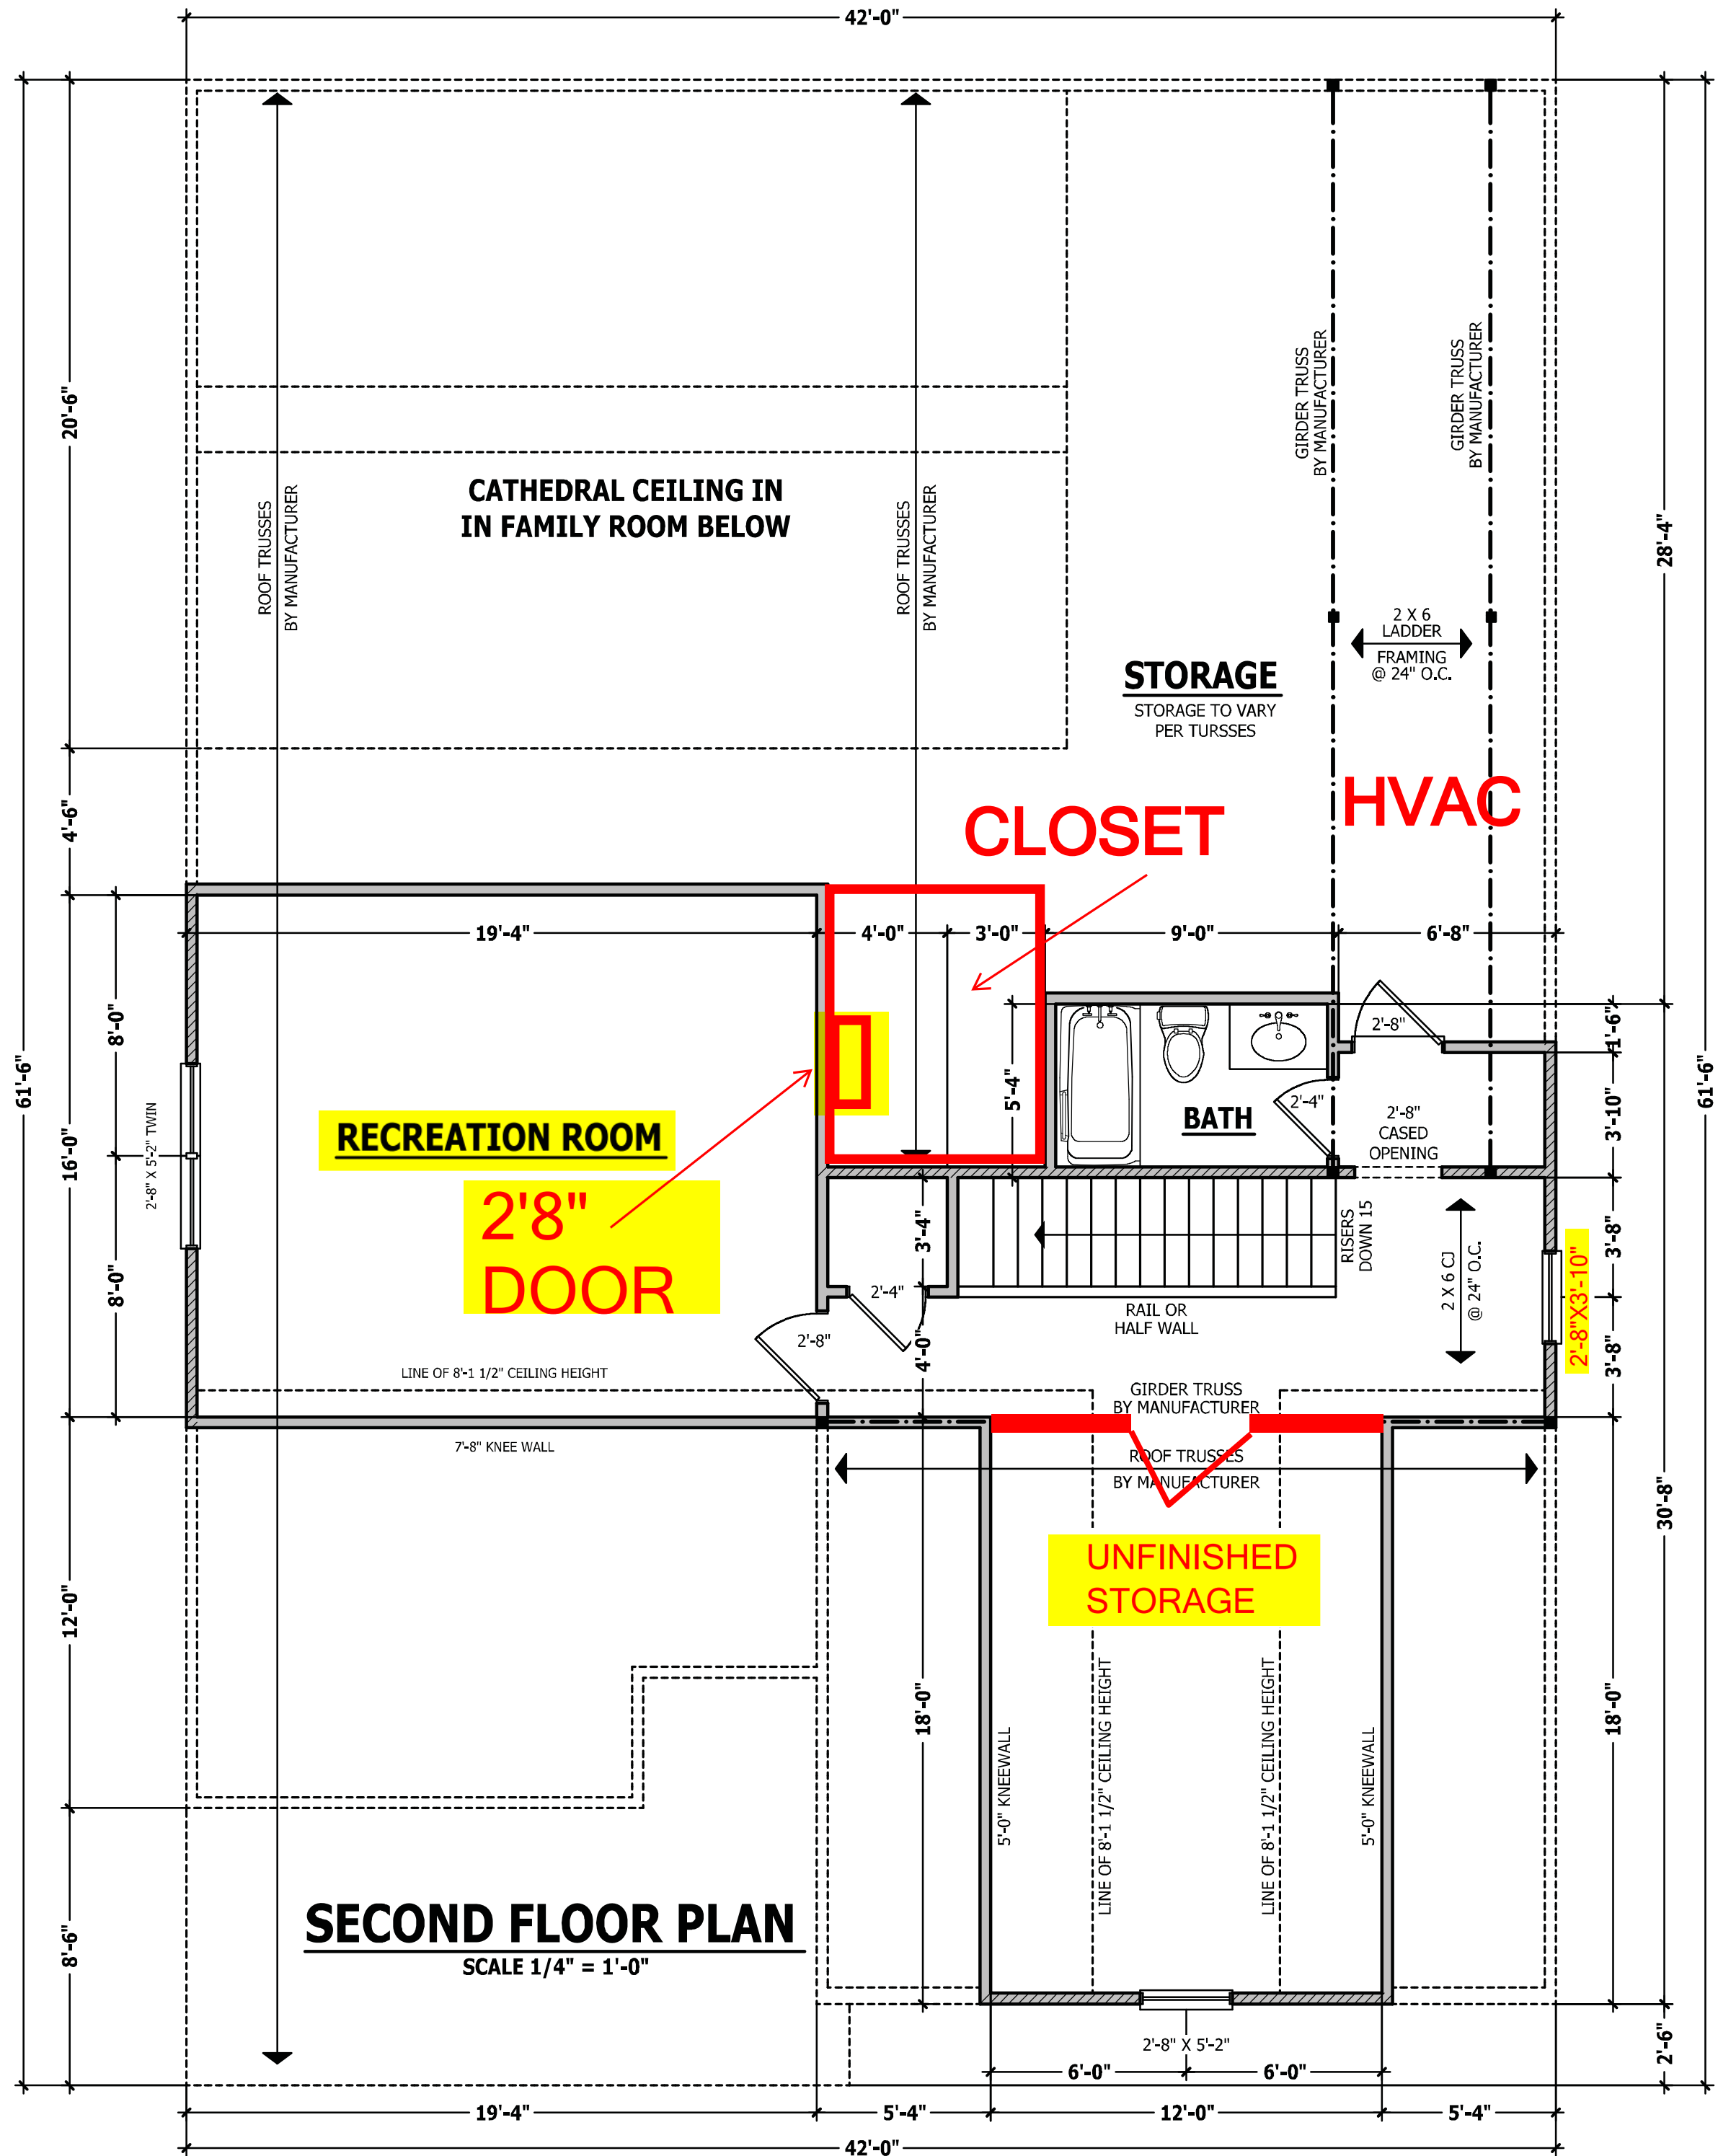 42'-0"
GIRDER TRUSS
BY MANUFACTURER
GIRDER TRUSS
BY MANUFACTURER
20'-6"
CATHEDRAL CEILING IN
IN FAMILY ROOM BELOW
ROOF TRUSSES
BY MANUFACTURER
ROOF TRUSSES
BY MANUFACTURER
28'-4"
2 X 6
LADDER
FRAMING
@ 24" O.C.
STORAGE
STORAGE TO VARY
PER TURSSES
HVAC
CLOSET
4'-6"
19'-4"
4'-0"
3'-0"
9'-0"
6'-8"
8'-0"
2'-8"
1'-6"
61'-6"
5'-4"
2'-4"
3'-10"
61'-6"
16'-0"
2'-8" X 5'-2" TWIN
RECREATION ROOM
BATH
2'-8"
CASED
OPENING
2'8"
DOOR
3'-4"
RISERS
DOWN 15
3'-8"
8'-0"
2'-4"
2 X 6 CJ
@ 24" O.C.
2'-8"X3'-10"
RAIL OR
HALF WALL
2'-8"
4'-0"
3'-8"
LINE OF 8'-1 1/2" CEILING HEIGHT
GIRDER TRUSS
BY MANUFACTURER
7'-8" KNEE WALL
ROOF TRUSSES
BY MANUFACTURER
30'-8"
UNFINISHED
STORAGE
12'-0"
18'-0"
18'-0"
5'-0" KNEEWALL
LINE OF 8'-1 1/2" CEILING HEIGHT
LINE OF 8'-1 1/2" CEILING HEIGHT
5'-0" KNEEWALL
SECOND FLOOR PLAN
SCALE 1/4" = 1'-0"
8'-6"
2'-8" X 5'-2"
2'-6"
6'-0"
6'-0"
19'-4"
5'-4"
12'-0"
5'-4"
42'-0"